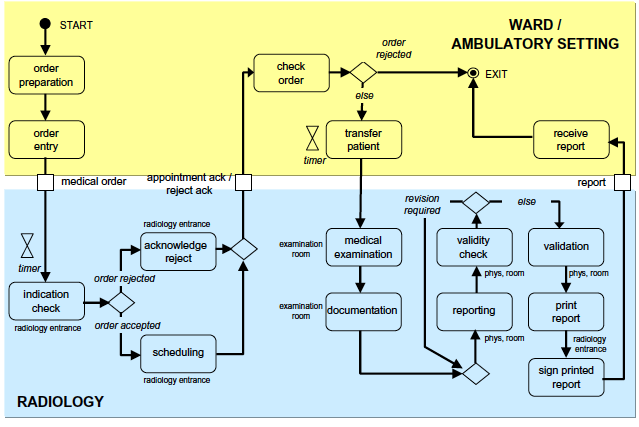 START
WARD /
AMBULATORY SETTING
order
rejected
check
order
EXIT
order
preparation
else
order
entry
timer
transfer
patient
receive
report
medical order
appointment ack /
reject ack
report
radiology entrance
acknowledge
reject
timer
order rejected
indication
check
radiology entrance
order accepted
scheduling
radiology entrance
revision
required
else
examination
room
medical
examination
validity
check
validation
phys, room
phys, room
examination
room
documentation
reporting
print
report
phys, room
radiology
entrance
sign printed
report
RADIOLOGY